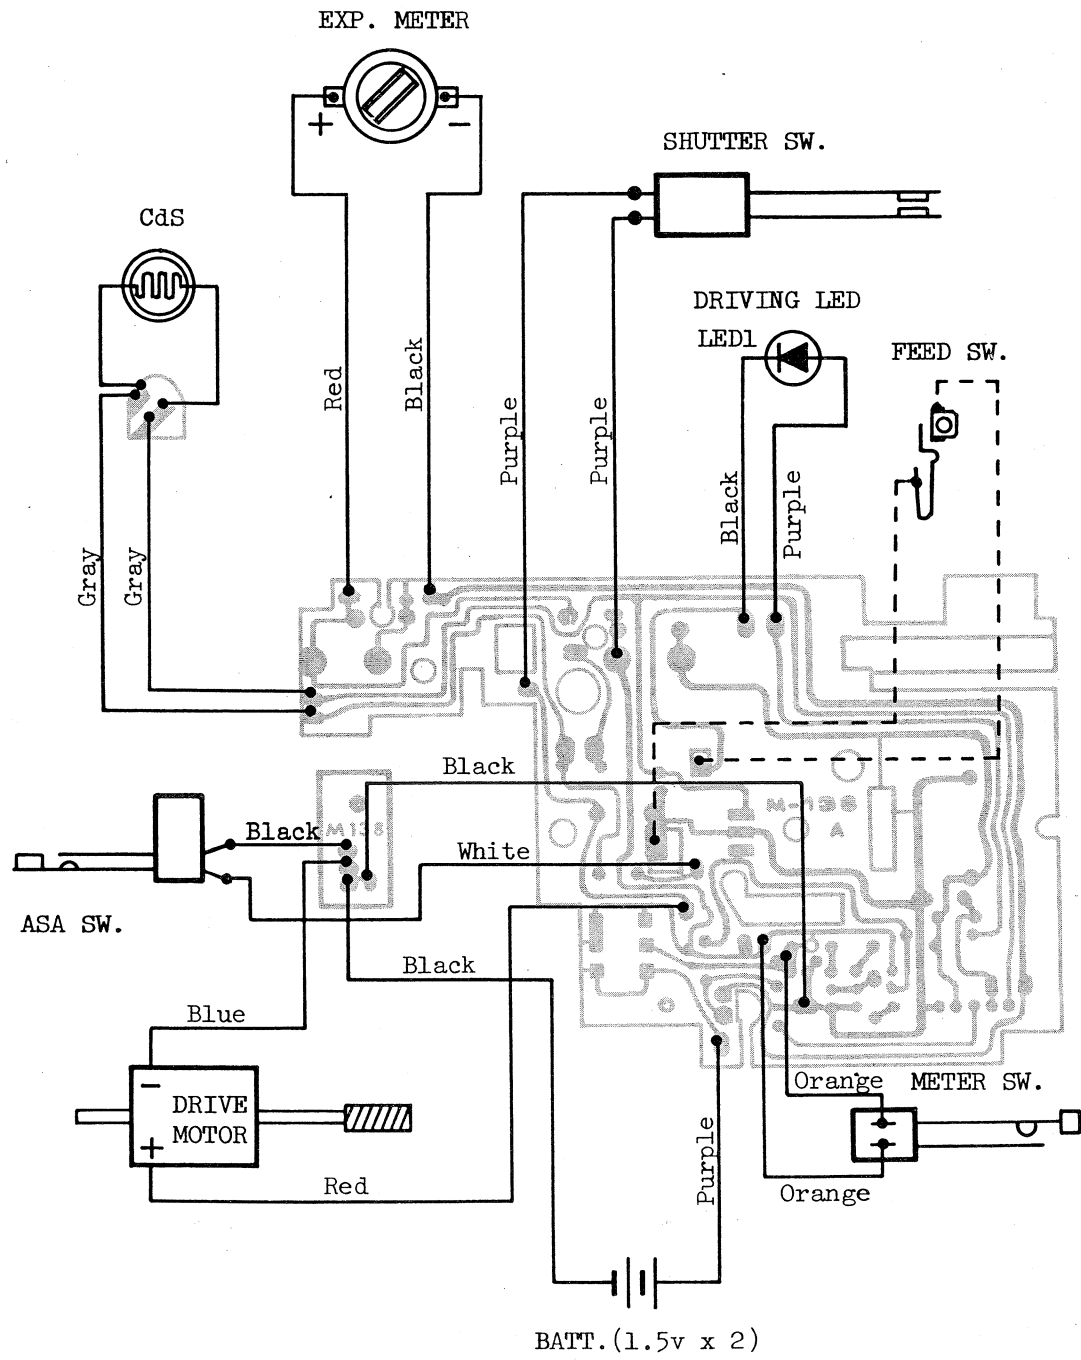 EXP. METER
+
−
SHUTTER SW.
CdS
DRIVING LED
LED1
FEED SW.
Red
Black
Purple
Purple
Black
Purple
Gray
Gray
Black
M-138
A
M138
Black
White
ASA SW.
Black
Blue
−
DRIVE
MOTOR
+
Orange
METER SW.
Purple
Red
Orange
BATT.(1.5v x 2)